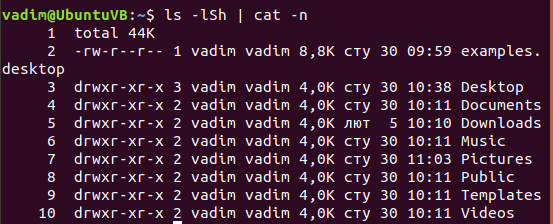 vadim@UbuntuVB:~$ ls -lSh | cat -n
     1  total 44K
     2  -rw-r--r-- 1 vadim vadim 8,8K сту 30 09:59 examples.
desktop
     3  drwxr-xr-x 3 vadim vadim 4,0K сту 30 10:38 Desktop
     4  drwxr-xr-x 2 vadim vadim 4,0K сту 30 10:11 Documents
     5  drwxr-xr-x 2 vadim vadim 4,0K лют  5 10:10 Downloads
     6  drwxr-xr-x 2 vadim vadim 4,0K сту 30 10:11 Music
     7  drwxr-xr-x 2 vadim vadim 4,0K сту 30 11:03 Pictures
     8  drwxr-xr-x 2 vadim vadim 4,0K сту 30 10:11 Public
     9  drwxr-xr-x 2 vadim vadim 4,0K сту 30 10:11 Templates
    10  drwxr-xr-x 2 vadim vadim 4,0K сту 30 10:11 Videos